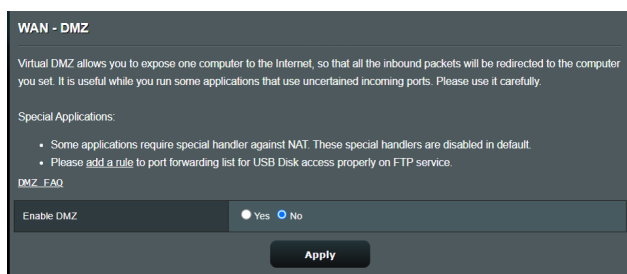 WAN - DMZ
Virtual DMZ allows you to expose one computer to the Internet, so that all the inbound packets will be redirected to the computer
you set. It is useful while you run some applications that use uncertained incoming ports. Please use it carefully.
Special Applications:
• Some applications require special handler against NAT. These special handlers are disabled in default.
• Please add a rule to port forwarding list for USB Disk access properly on FTP service.
DMZ FAQ
Enable DMZ Yes No
Apply